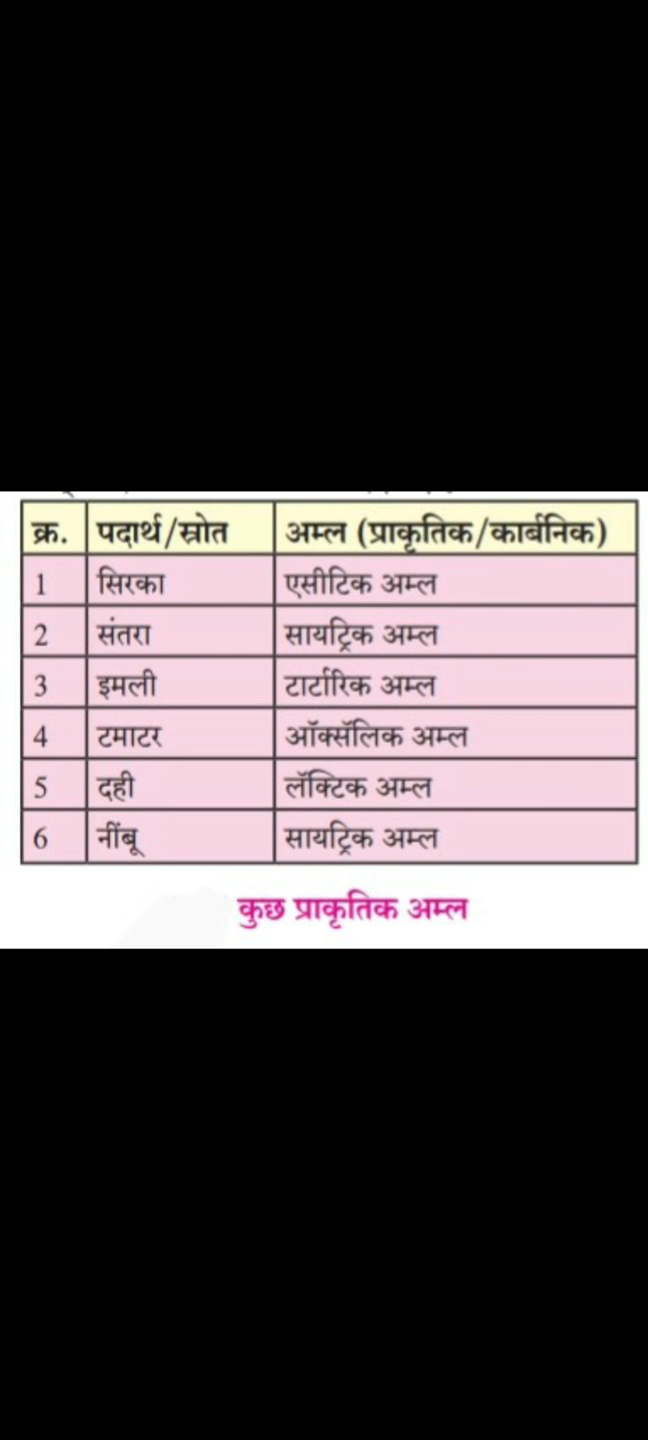 क्र. पदार्थ/स्रोत अम्ल (प्राकृतिक/कार्बनिक)
1 सिरका एसीटिक अम्ल
2 संतरा सायट्रिक अम्ल
3 इमली टार्टारिक अम्ल
4 टमाटर ऑक्सॅलिक अम्ल
5 दही लॅक्टिक अम्ल
6 नींबू सायट्रिक अम्ल
कुछ प्राकृतिक अम्ल